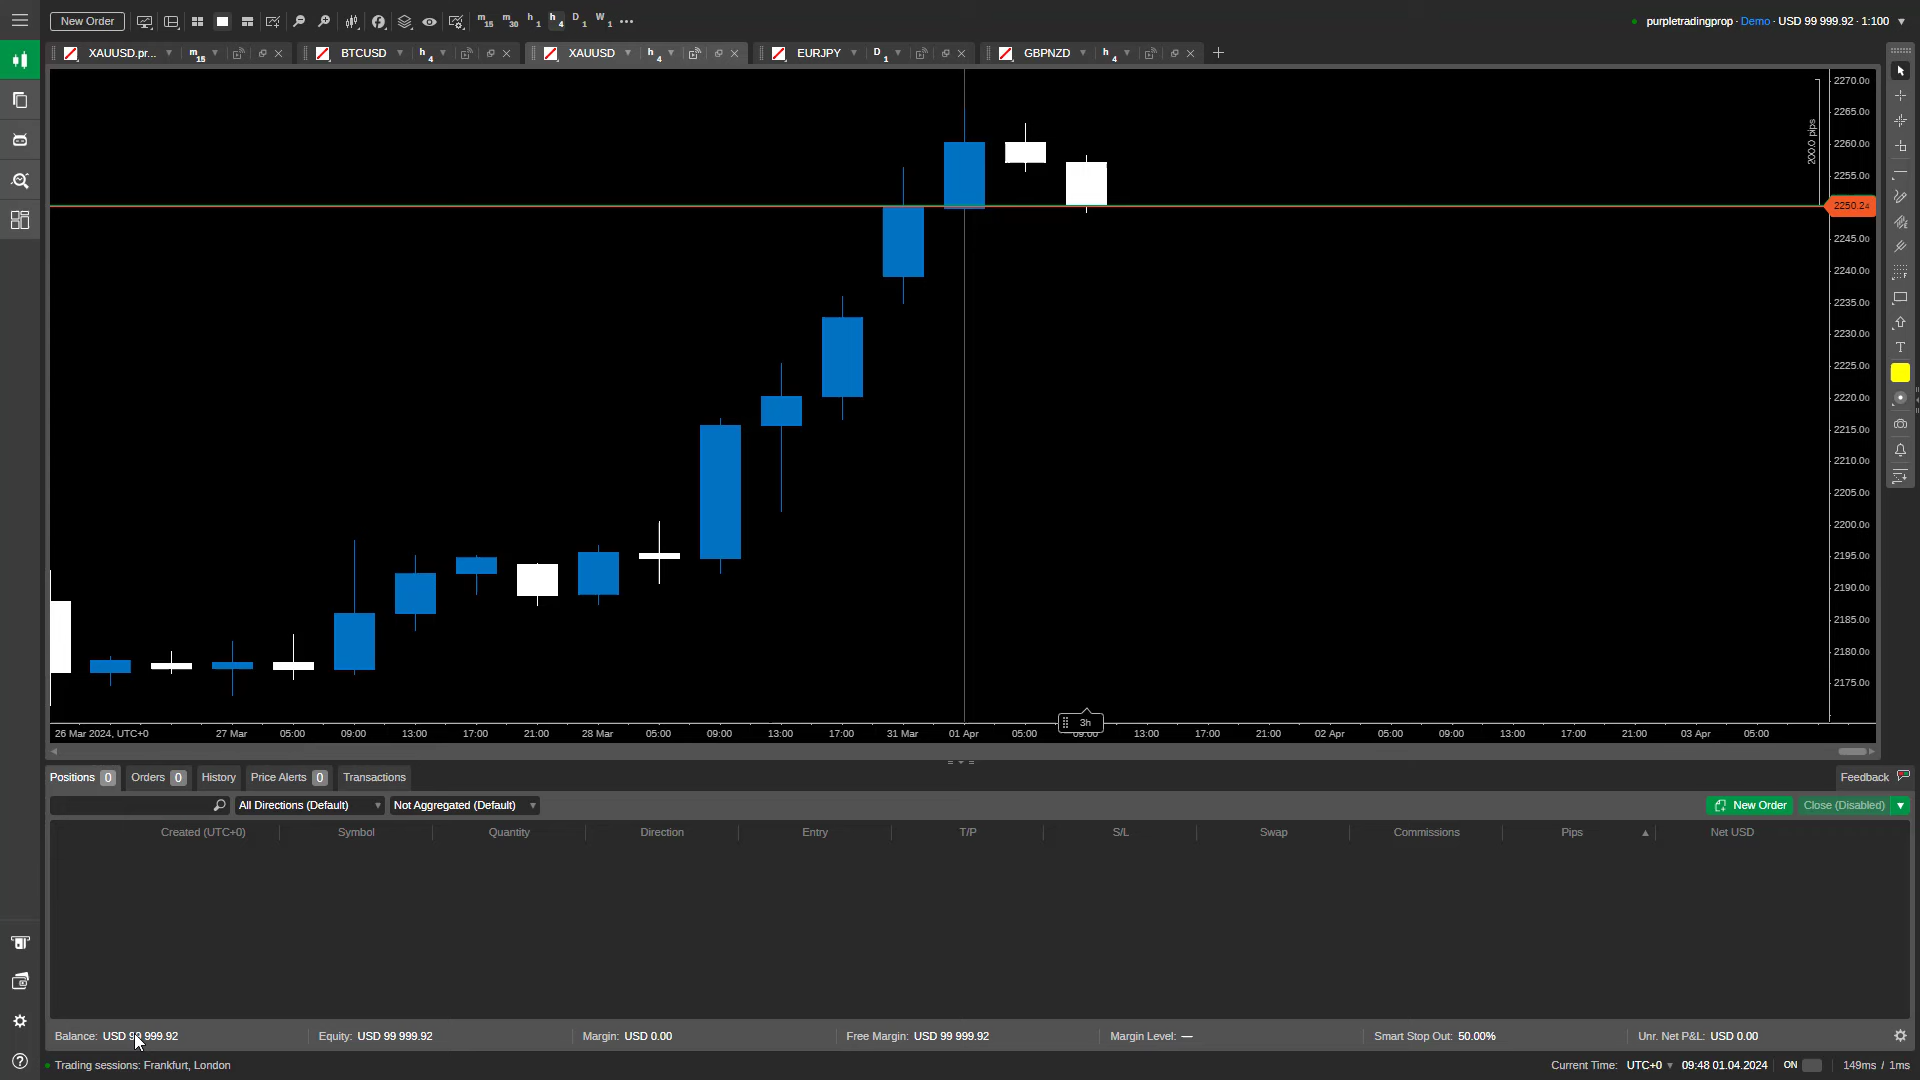 New Order m15 m30 h1 h4 D1 W1 purpletradingprop · Demo · USD 99 999.92 · 1:100
XAUUSD.pr... m15 BTCUSD h4 XAUUSD h4 EURJPY D1 GBPNZD h4
2270.00
2265.00
2260.00
2255.00
200.0 pips
2250.24
2245.00
2240.00
2235.00
2230.00
2225.00
2220.00
2215.00
2210.00
2205.00
2200.00
2195.00
2190.00
2185.00
2180.00
2175.00
3h
26 Mar 2024, UTC+0 27 Mar 05:00 09:00 13:00 17:00 21:00 28 Mar 05:00 09:00 13:00 17:00 31 Mar 01 Apr 05:00 09:00 13:00 17:00 21:00 02 Apr 05:00 09:00 13:00 17:00 21:00 03 Apr 05:00
Positions 0 Orders 0 History Price Alerts 0 Transactions Feedback
All Directions (Default) Not Aggregated (Default) New Order Close (Disabled)
Created (UTC+0) Symbol Quantity Direction Entry T/P S/L Swap Commissions Pips Net USD
Balance: USD 99 999.92 Equity: USD 99 999.92 Margin: USD 0.00 Free Margin: USD 99 999.92 Margin Level: — Smart Stop Out: 50.00% Unr. Net P&L: USD 0.00
Trading sessions: Frankfurt, London Current Time: UTC+0 09:48 01.04.2024 ON 149ms / 1ms